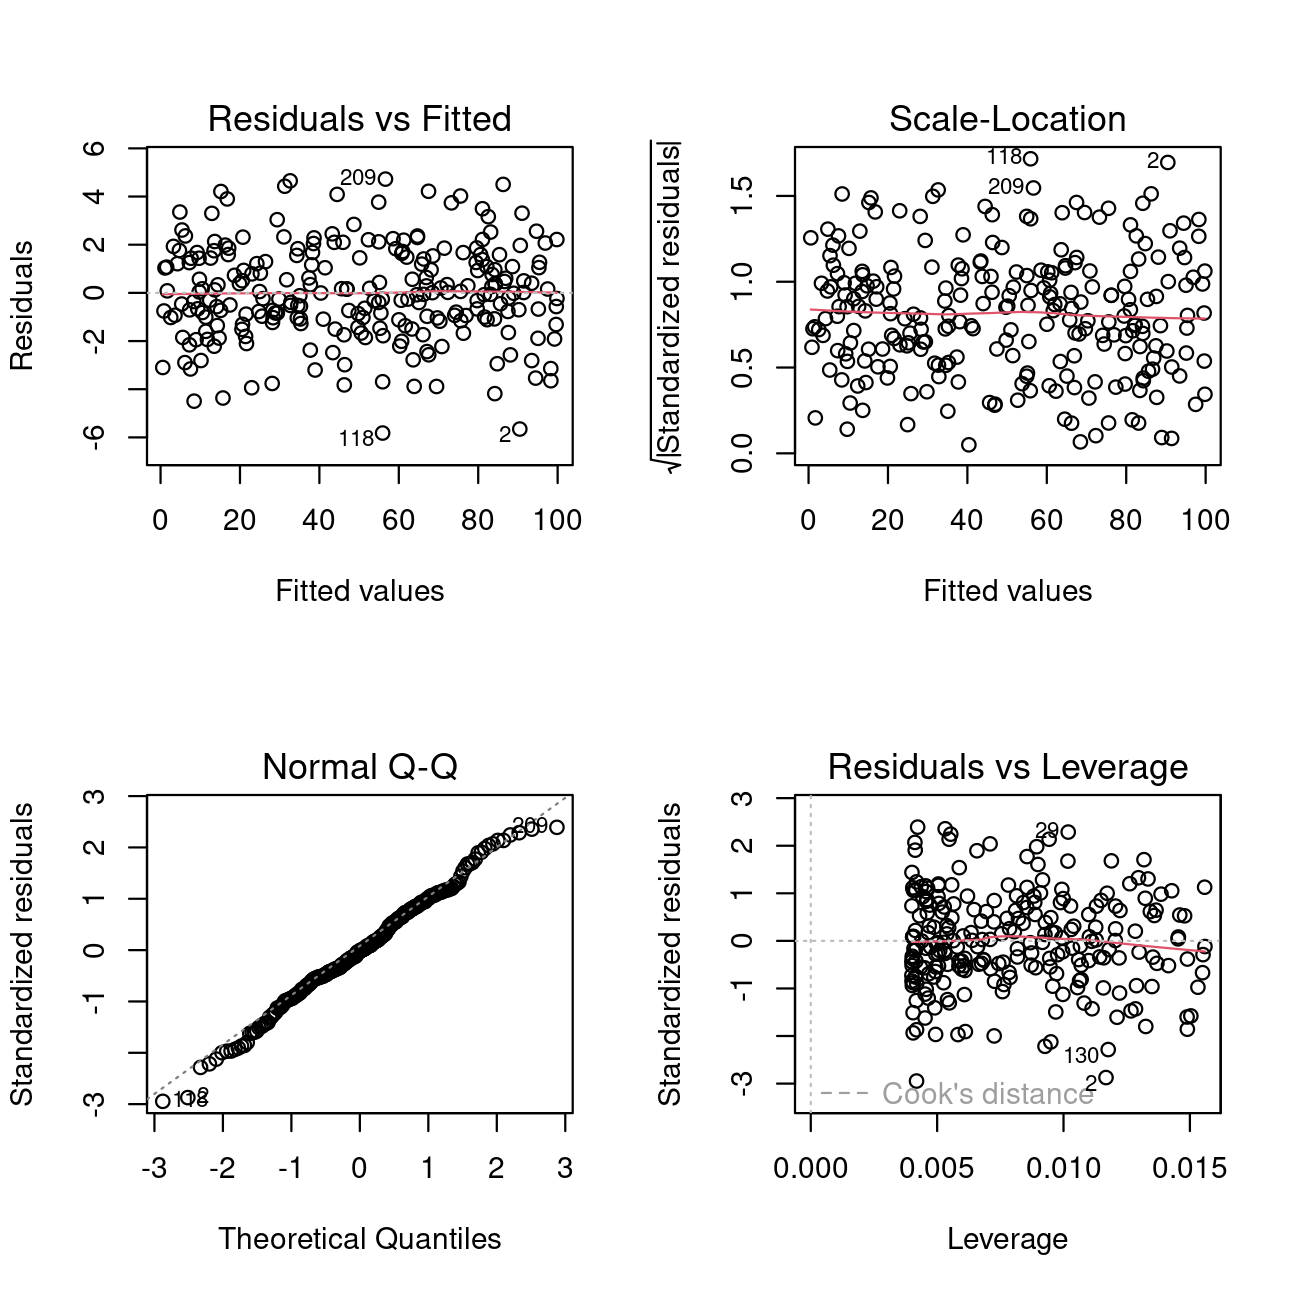 Residuals vs Fitted
6
4
2
0
-2
-6
Residuals
209
118
2
0 20 40 60 80 100
Fitted values
Scale-Location
1.5
1.0
0.5
0.0
√|Standardized residuals|
118
2
209
0 20 40 60 80 100
Fitted values
Normal Q-Q
3
2
1
0
-1
-3
Standardized residuals
209
118
2
-3 -2 -1 0 1 2 3
Theoretical Quantiles
Residuals vs Leverage
3
1
0
-1
-3
Standardized residuals
29
130
2
Cook's distance
0.000 0.005 0.010 0.015
Leverage